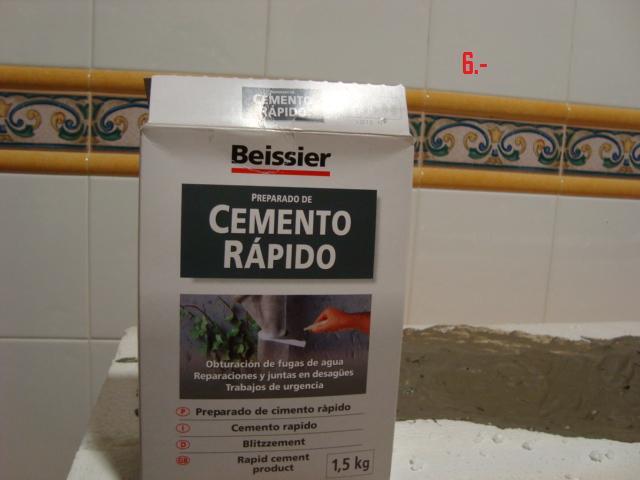 6.-
CEMENTO
RÁPIDO
Beissier
PREPARADO DE
CEMENTO
RÁPIDO
Obturación de fugas de agua
Reparaciones y juntas en desagües
Trabajos de urgencia
P Preparado de cimento ràpido
I Cemento rapido
D Blitzzement
GB Rapid cement
product
1,5 kg